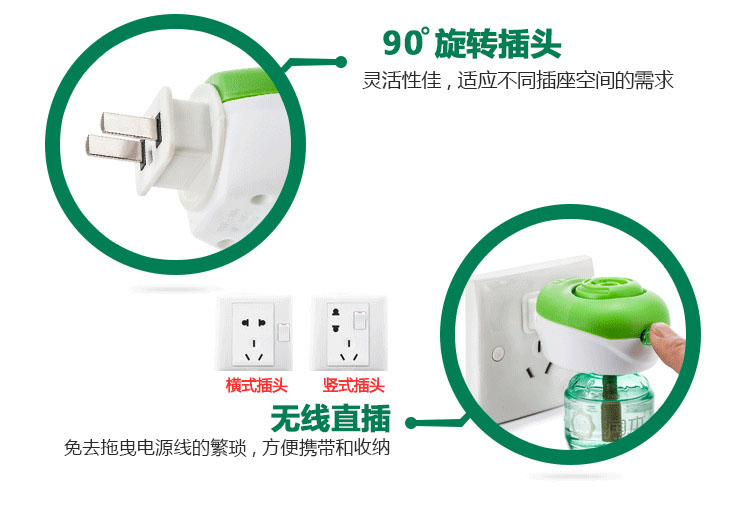 90°旋转插头
灵活性佳，适应不同插座空间的需求
横式插头 竖式插头
无线直插
免去拖曳电源线的繁琐，方便携带和收纳